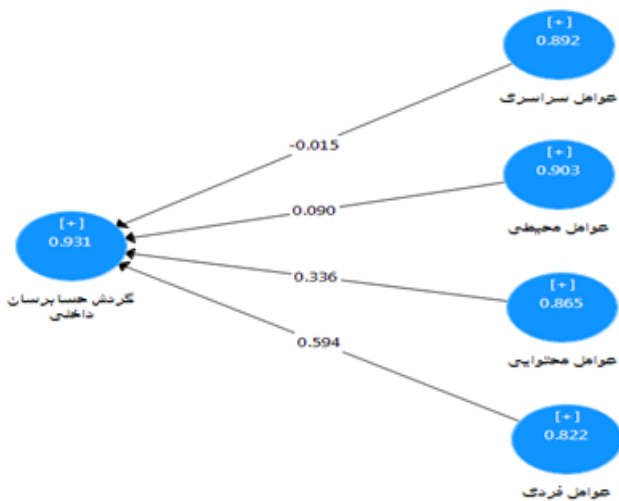 [+]
0.892
عوامل سراسری
-0.015
[+]
0.903
عوامل محیطی
0.090
[+]
0.931
گردش حسابرسان
داخلی
0.336
[+]
0.865
عوامل محتوایی
0.594
[+]
0.822
عوامل فردی